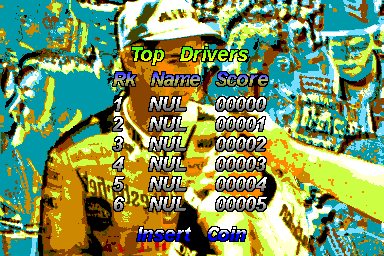 Top Drivers
Rk Name Score
1 NUL 00000
2 NUL 00001
3 NUL 00002
4 NUL 00003
5 NUL 00004
6 NUL 00005
Insert Coin